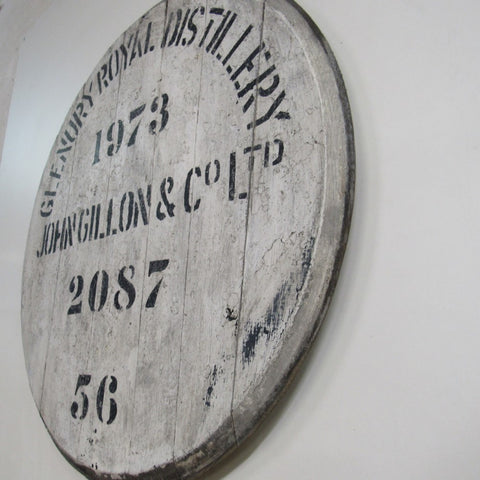 GLENURY ROYAL DISTILLERY
1973
JOHN GILLON & Cº LTD
2087
56